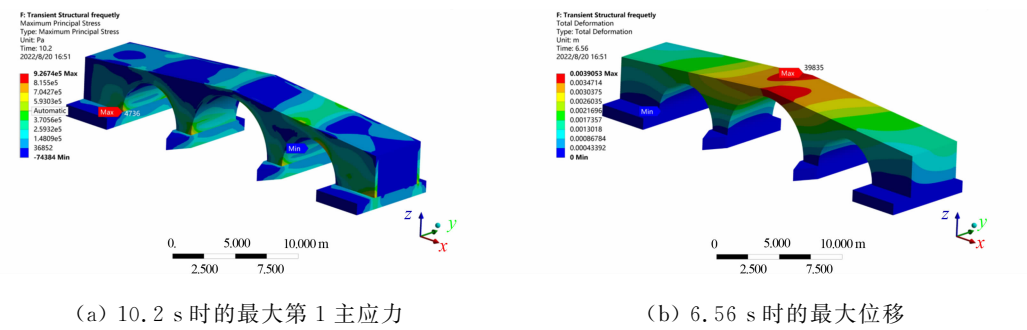 F: Transient Structural frequetly
Maximum Principal Stress
Type: Maximum Principal Stress
Unit: Pa
Time: 10.2
2022/8/20 16:51
9.2674e5 Max
8.155e5
7.0427e5
5.9303e5
Automatic
3.7056e5
2.5932e5
1.4809e5
36852
-74384 Min
Max
4736
Min
z
y
x
0.
5.000
10.000 m
2.500
7.500
(a) 10.2 s时的最大第1主应力
F: Transient Structural frequetly
Total Deformation
Type: Total Deformation
Unit: m
Time: 6.56
2022/8/20 16:51
0.0039053 Max
0.0034714
0.0030375
0.0026035
0.0021696
0.0017357
0.0013018
0.00086784
0.00043392
0 Min
Max
39835
Min
z
y
x
0
5.000
10.000 m
2.500
7.500
(b) 6.56 s时的最大位移